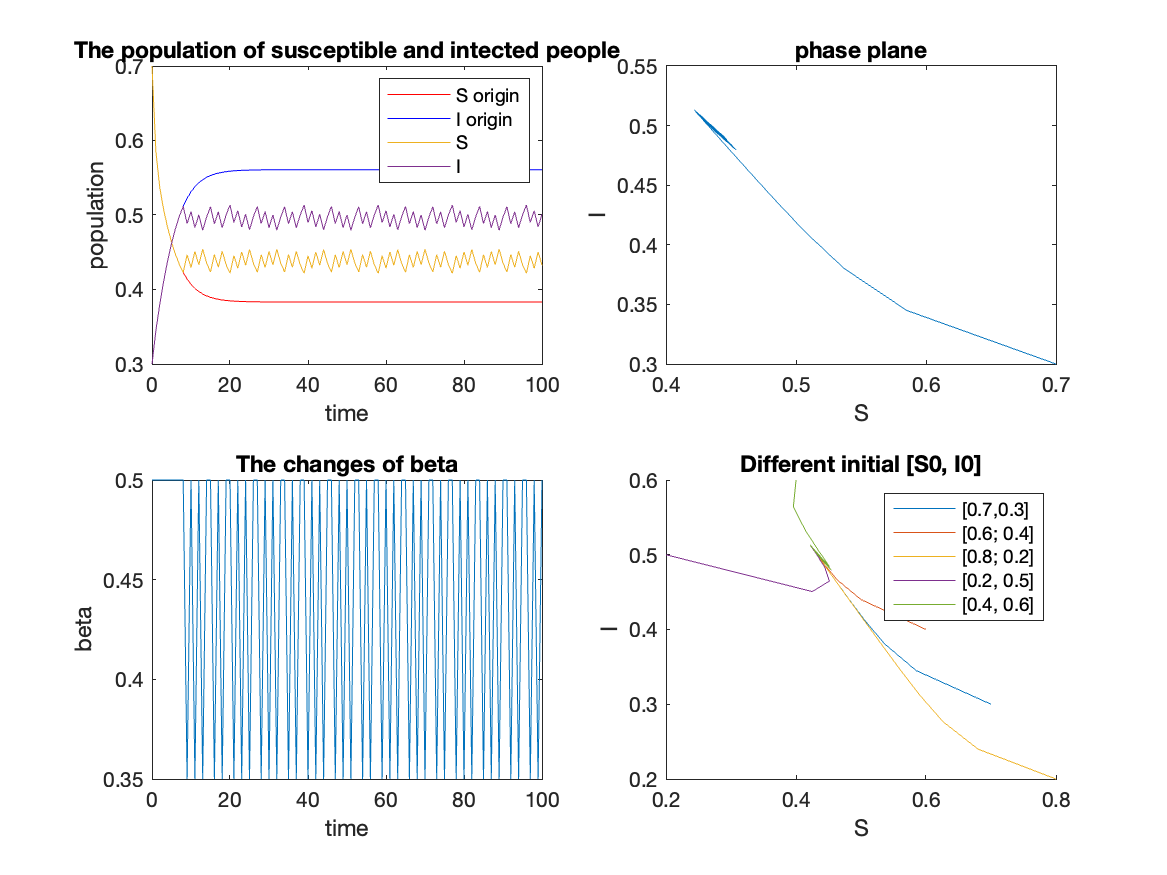 The population of susceptible and intected people
0.7
0.6
0.5
0.4
0.3
population
0
20
40
60
80
100
time
S origin
I origin
S
I
phase plane
0.55
0.5
0.45
0.4
0.35
0.3
I
0.4
0.5
0.6
0.7
S
The changes of beta
0.5
0.45
0.4
0.35
beta
0
20
40
60
80
100
time
Different initial [S0, I0]
0.6
0.5
0.4
0.3
0.2
I
0.2
0.4
0.6
0.8
S
[0.7,0.3]
[0.6; 0.4]
[0.8; 0.2]
[0.2, 0.5]
[0.4, 0.6]